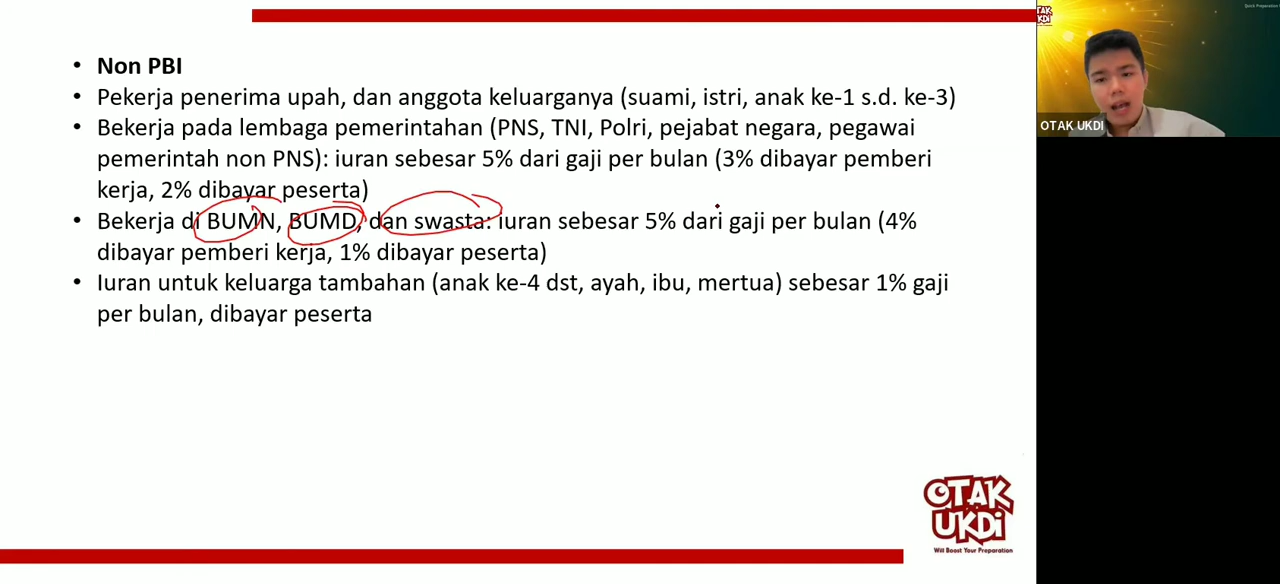 • Non PBI
• Pekerja penerima upah, dan anggota keluarganya (suami, istri, anak ke-1 s.d. ke-3)
• Bekerja pada lembaga pemerintahan (PNS, TNI, Polri, pejabat negara, pegawai
pemerintah non PNS): iuran sebesar 5% dari gaji per bulan (3% dibayar pemberi
kerja, 2% dibayar peserta)
• Bekerja di BUMN, BUMD, dan swasta: iuran sebesar 5% dari gaji per bulan (4%
dibayar pemberi kerja, 1% dibayar peserta)
• Iuran untuk keluarga tambahan (anak ke-4 dst, ayah, ibu, mertua) sebesar 1% gaji
per bulan, dibayar peserta
OTAK
UKDi
Will Boost Your Preparation
TAK
UKDI
Quick Preparation
OTAK UKDI